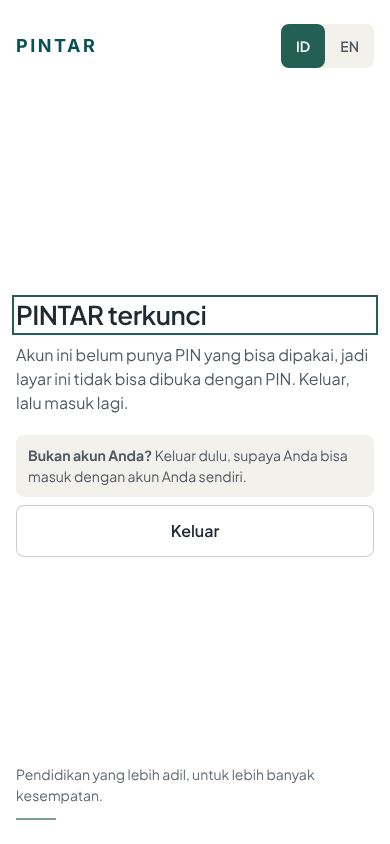 PINTAR
ID
EN
PINTAR terkunci
Akun ini belum punya PIN yang bisa dipakai, jadi
layar ini tidak bisa dibuka dengan PIN. Keluar,
lalu masuk lagi.
Bukan akun Anda? Keluar dulu, supaya Anda bisa
masuk dengan akun Anda sendiri.
Keluar
Pendidikan yang lebih adil, untuk lebih banyak
kesempatan.